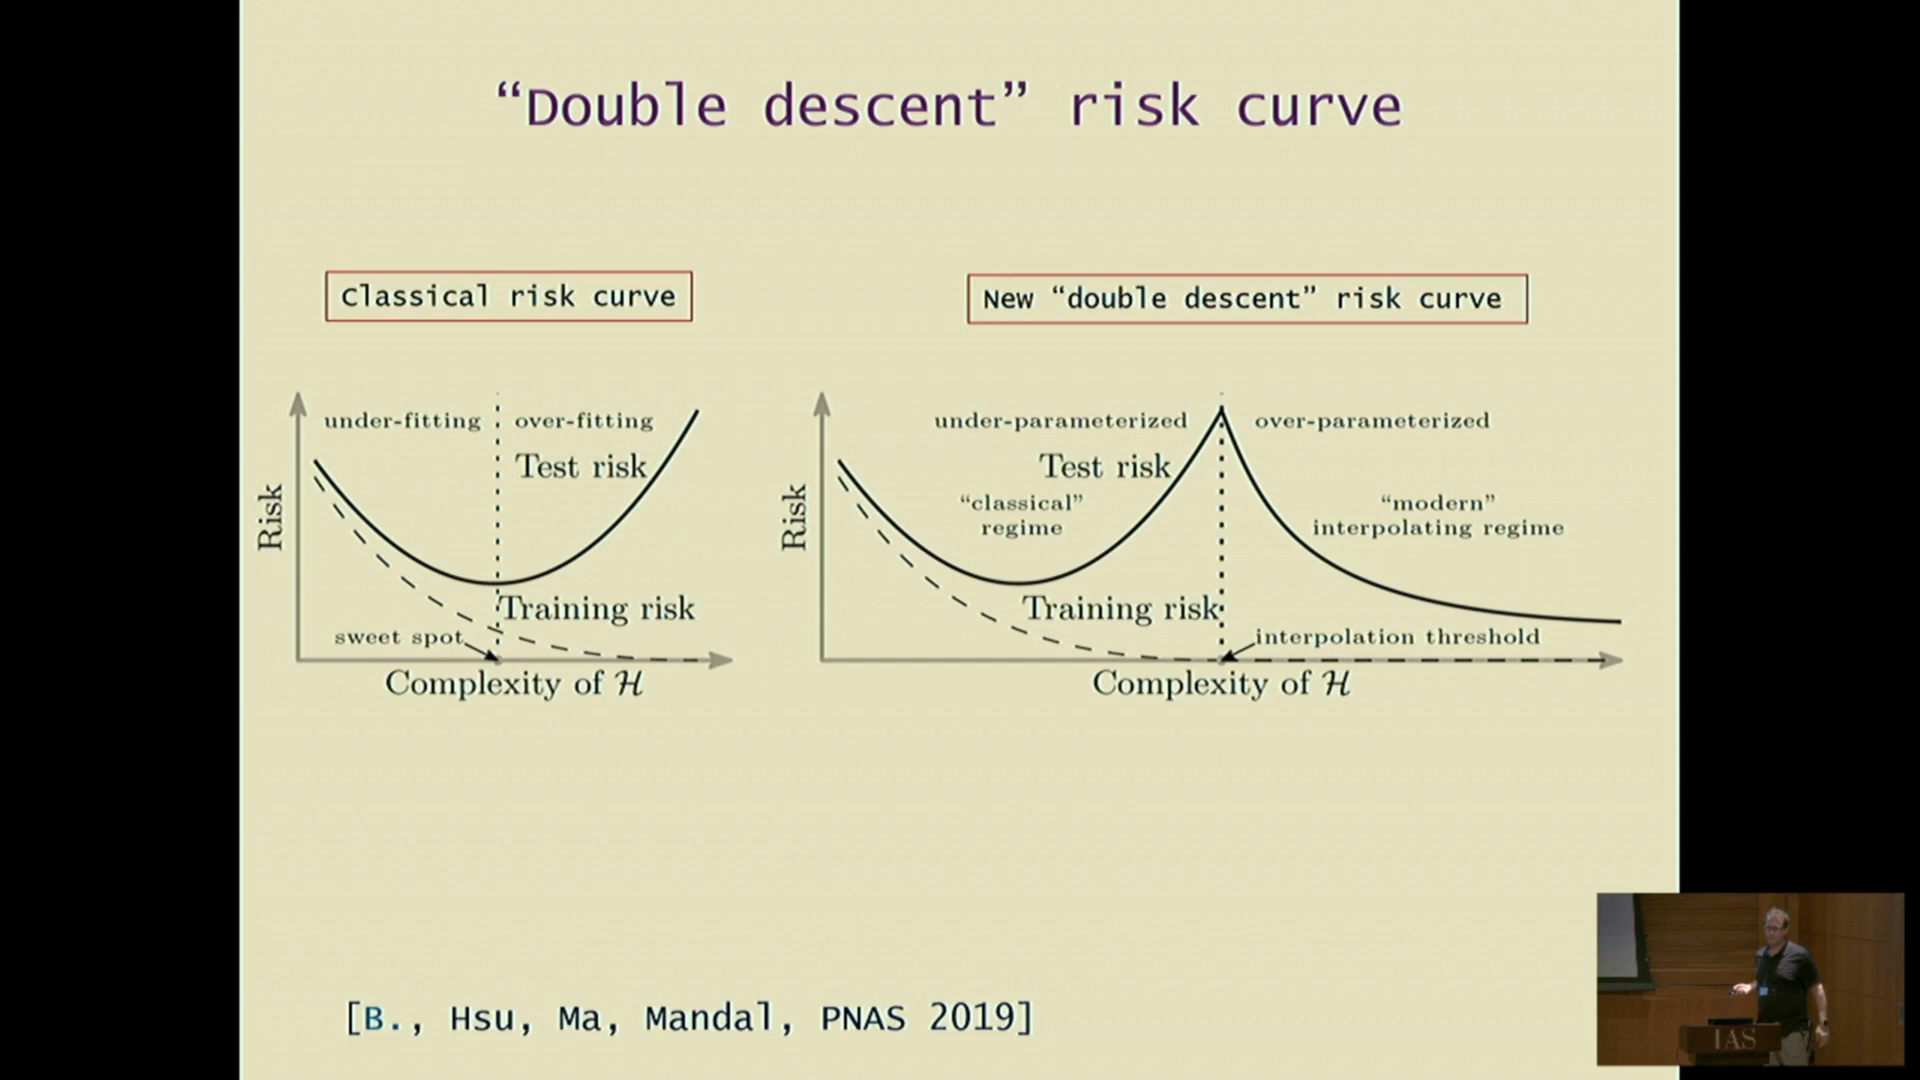 “Double descent” risk curve
Classical risk curve
under-fitting
over-fitting
Test risk
Risk
Training risk
sweet spot
Complexity of ℋ
New “double descent” risk curve
under-parameterized
over-parameterized
Test risk
“classical”
regime
“modern”
interpolating regime
Risk
Training risk
interpolation threshold
Complexity of ℋ
[B., Hsu, Ma, Mandal, PNAS 2019]
IAS